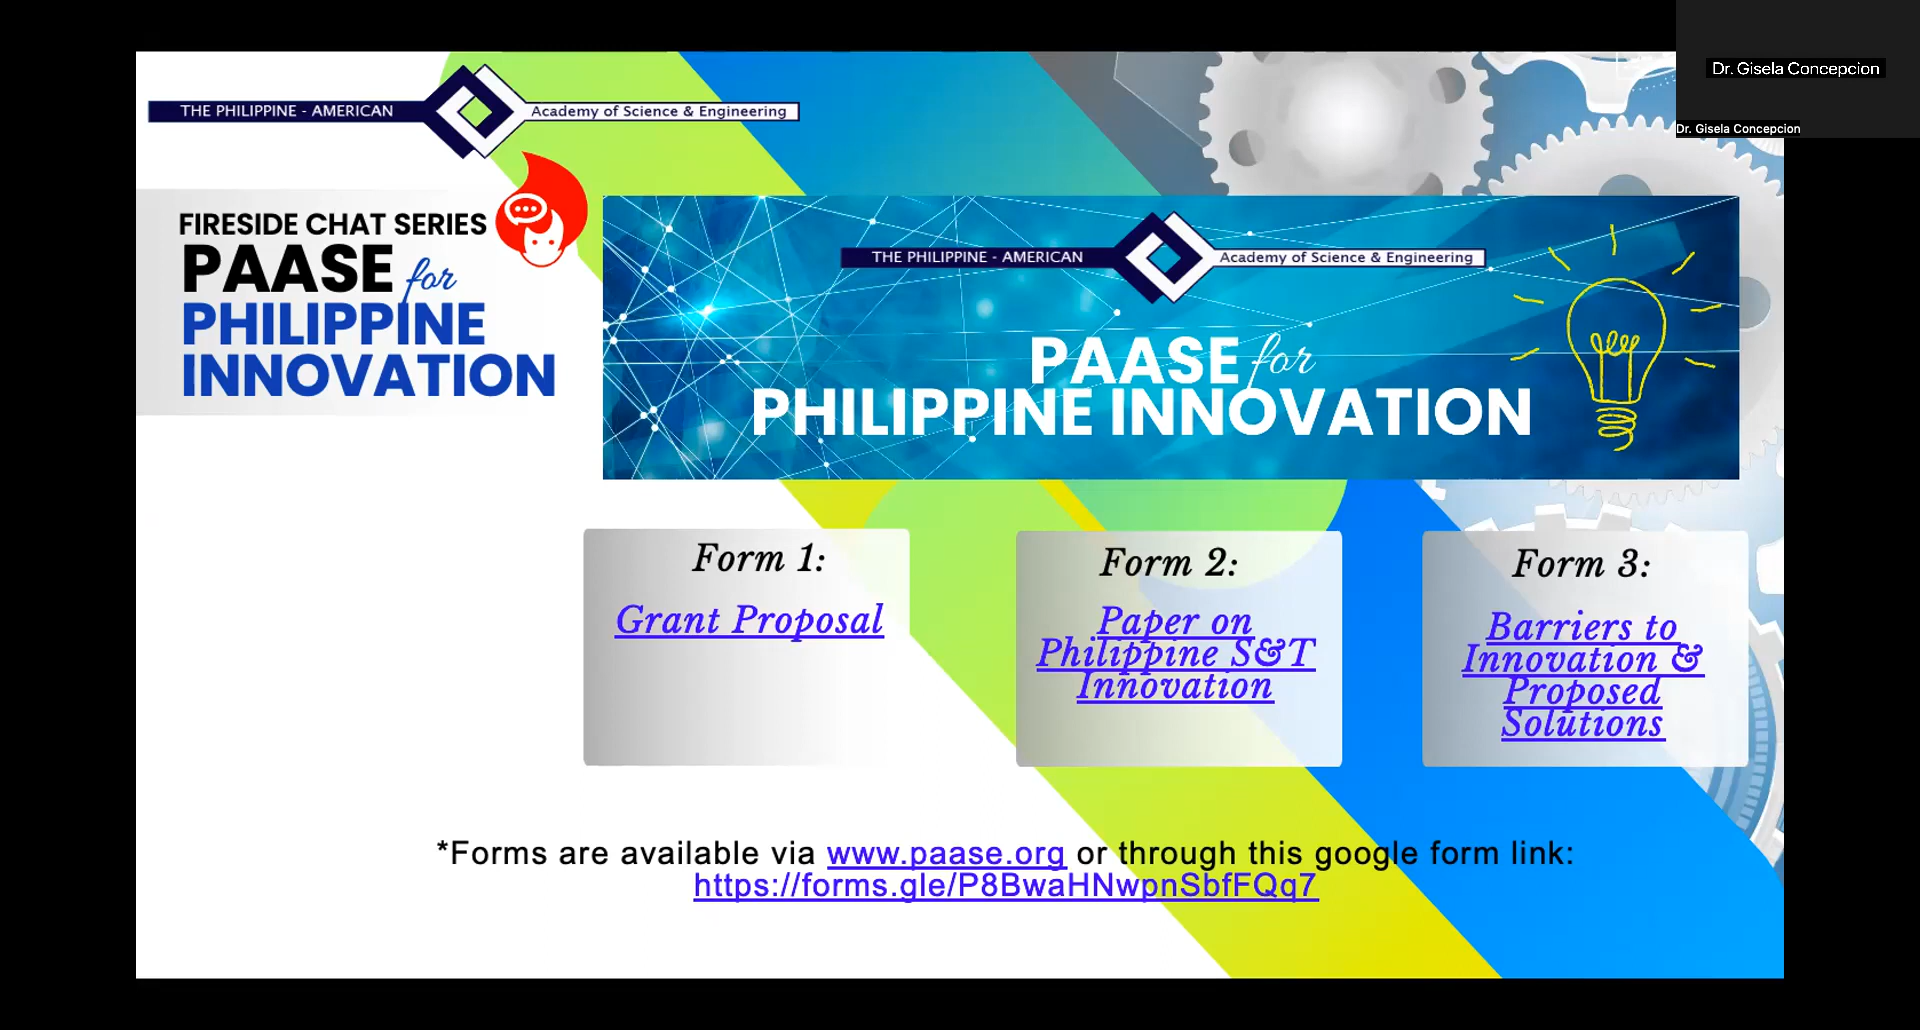 Dr. Gisela Concepcion
Dr. Gisela Concepcion
THE PHILIPPINE - AMERICAN Academy of Science & Engineering
FIRESIDE CHAT SERIES
PAASE for
PHILIPPINE
INNOVATION
THE PHILIPPINE - AMERICAN Academy of Science & Engineering
PAASE for
PHILIPPINE INNOVATION
Form 1:
Grant Proposal
Form 2:
Paper on
Philippine S&T
Innovation
Form 3:
Barriers to
Innovation &
Proposed
Solutions
*Forms are available via www.paase.org or through this google form link:
https://forms.gle/P8BwaHNwpnSbfFQq7